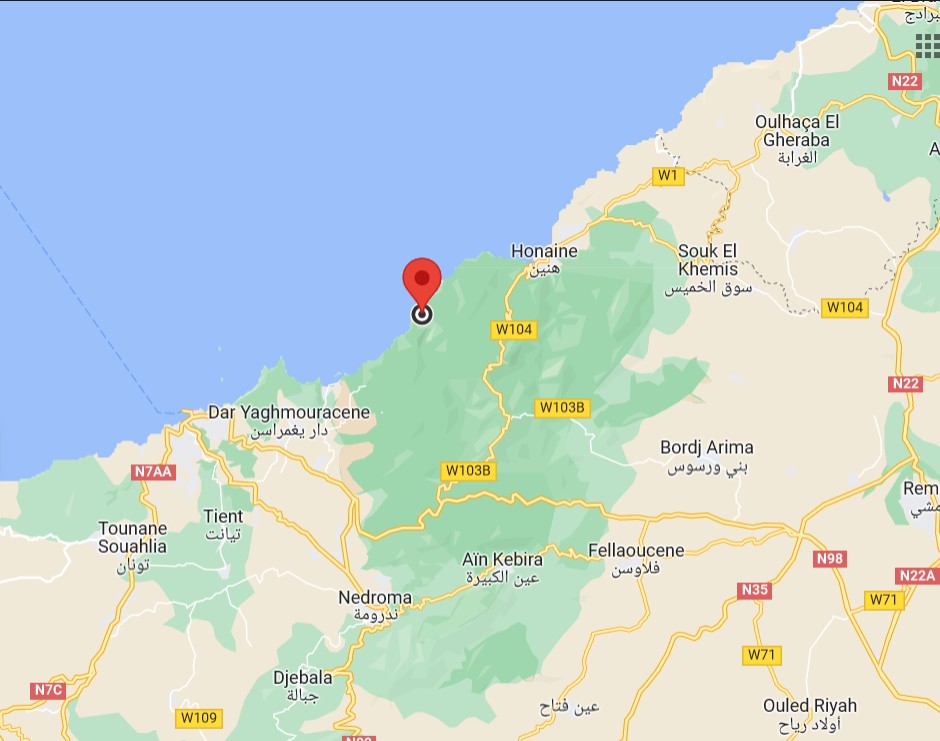 برادج
N22
Oulhaça El
Gheraba
الغرابة
A
W1
Honaine
هنين
Souk El
Khemis
سوق الخميس
W104
W104
N22
Dar Yaghmouracene
دار يغمراسن
W103B
Bordj Arima
بني ورسوس
N7AA
W103B
Rem
مشي
Tient
تيانت
Tounane
Souahlia
تونان
Aïn Kebira
عين الكبيرة
Fellaoucene
فلاوسن
N98
N22A
N35
W71
Nedroma
ندرومة
W71
Djebala
جبالة
N7C
W109
عين فتاح
Ouled Riyah
أولاد رياح